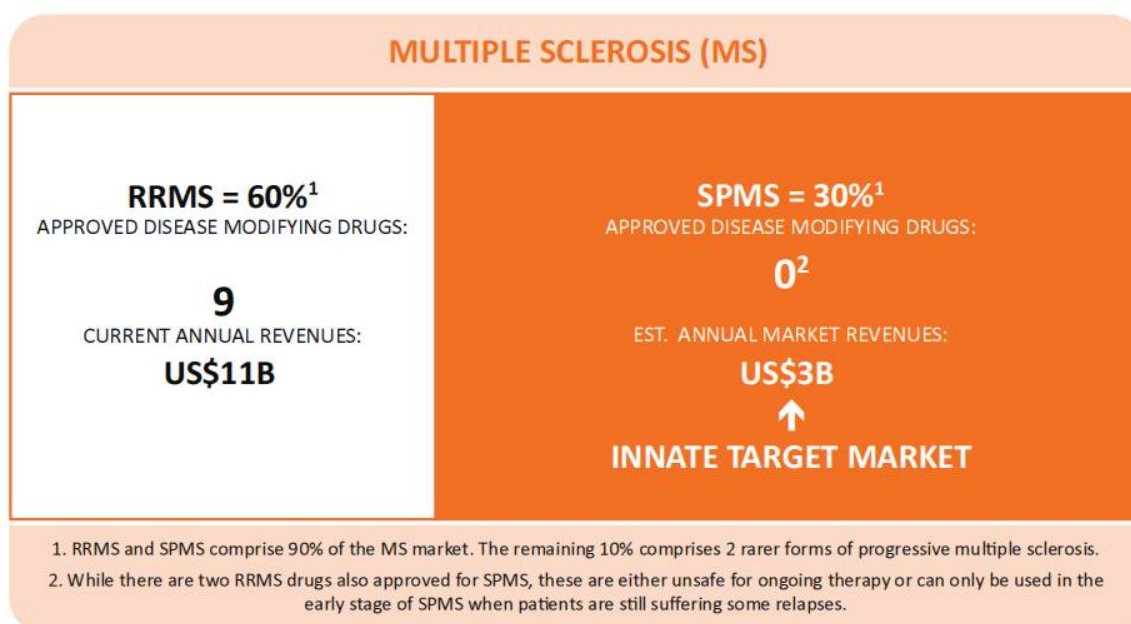 MULTIPLE SCLEROSIS (MS)
RRMS = 60%¹
APPROVED DISEASE MODIFYING DRUGS:
9
CURRENT ANNUAL REVENUES:
US$11B
SPMS = 30%¹
APPROVED DISEASE MODIFYING DRUGS:
0²
EST. ANNUAL MARKET REVENUES:
US$3B
INNATE TARGET MARKET
1. RRMS and SPMS comprise 90% of the MS market. The remaining 10% comprises 2 rarer forms of progressive multiple sclerosis.
2. While there are two RRMS drugs also approved for SPMS, these are either unsafe for ongoing therapy or can only be used in the
early stage of SPMS when patients are still suffering some relapses.